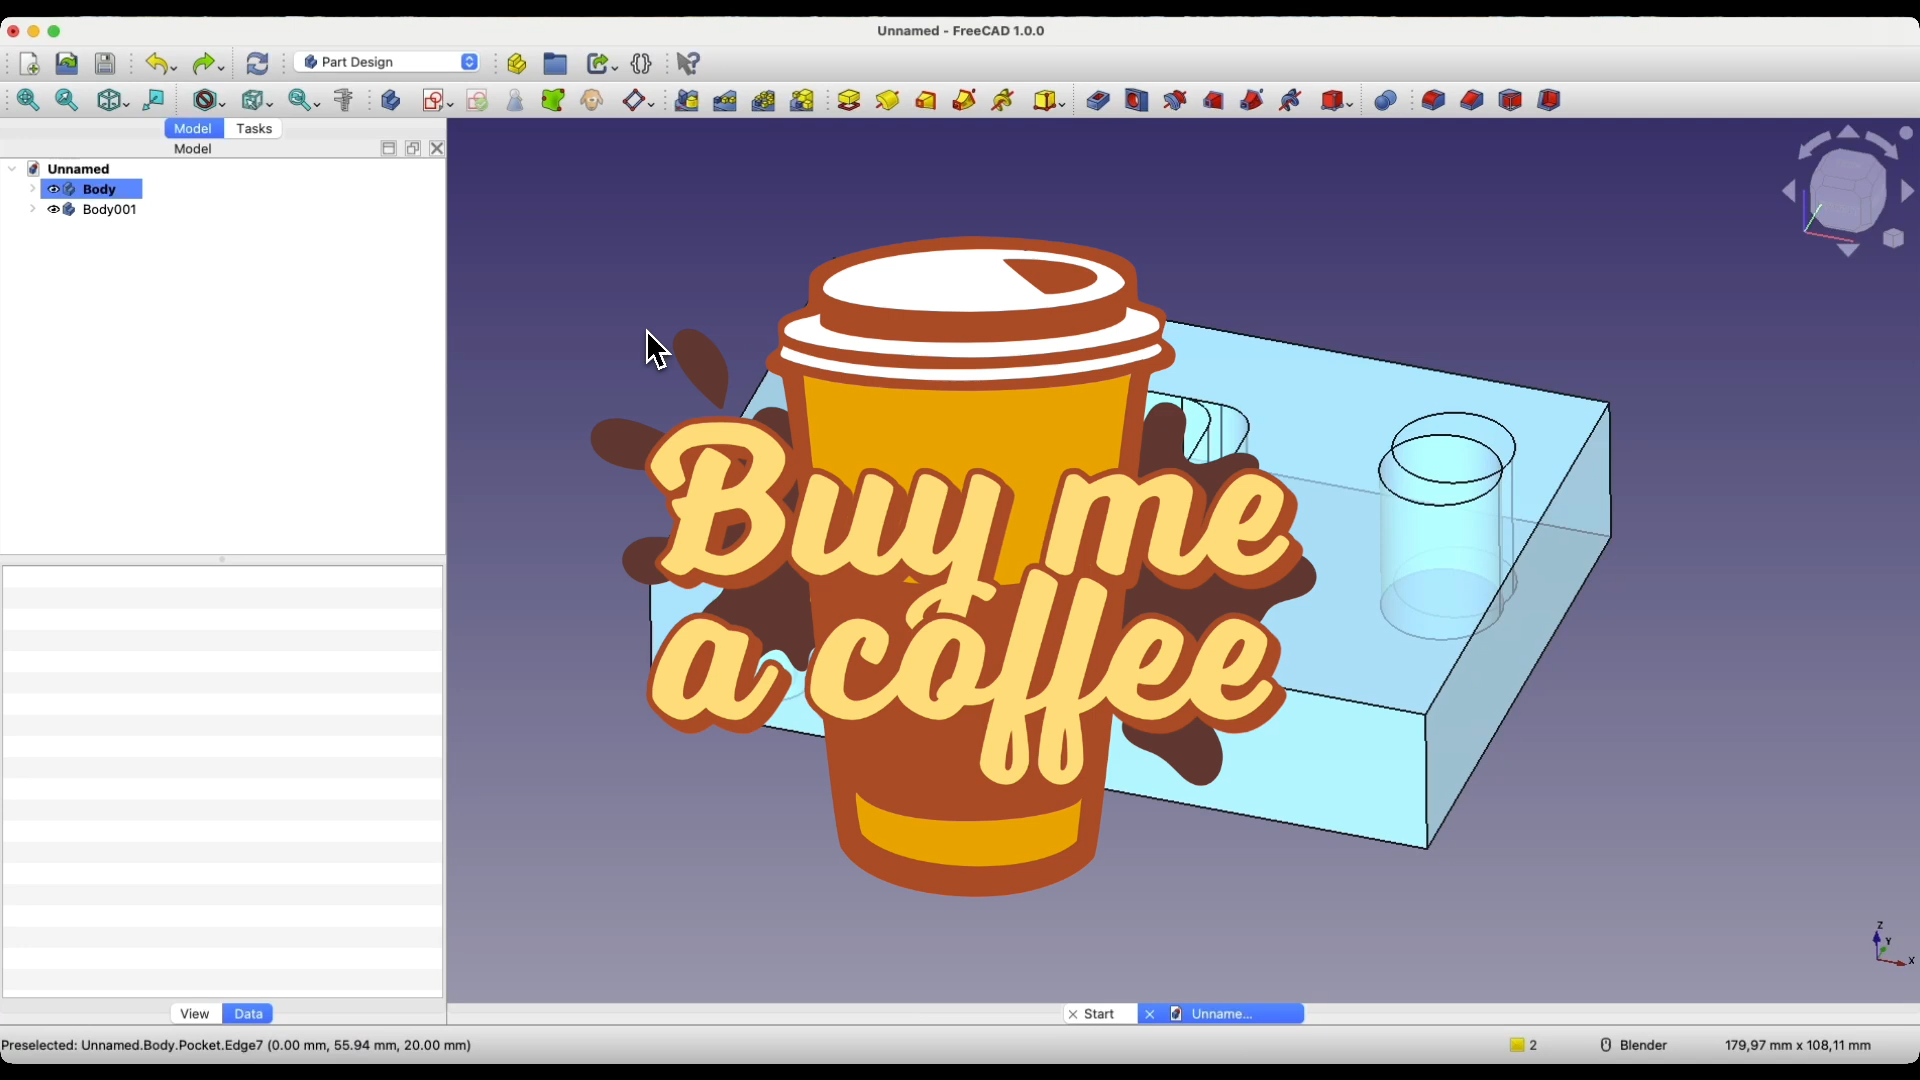 Unnamed - FreeCAD 1.0.0
Part Design
Model
Tasks
Model
Unnamed
Body
Body001
Buy me
a coffee
Z
Y
X
View
Data
Start
Unname...
Preselected: Unnamed.Body.Pocket.Edge7 (0.00 mm, 55.94 mm, 20.00 mm)
2
Blender
179,97 mm x 108,11 mm